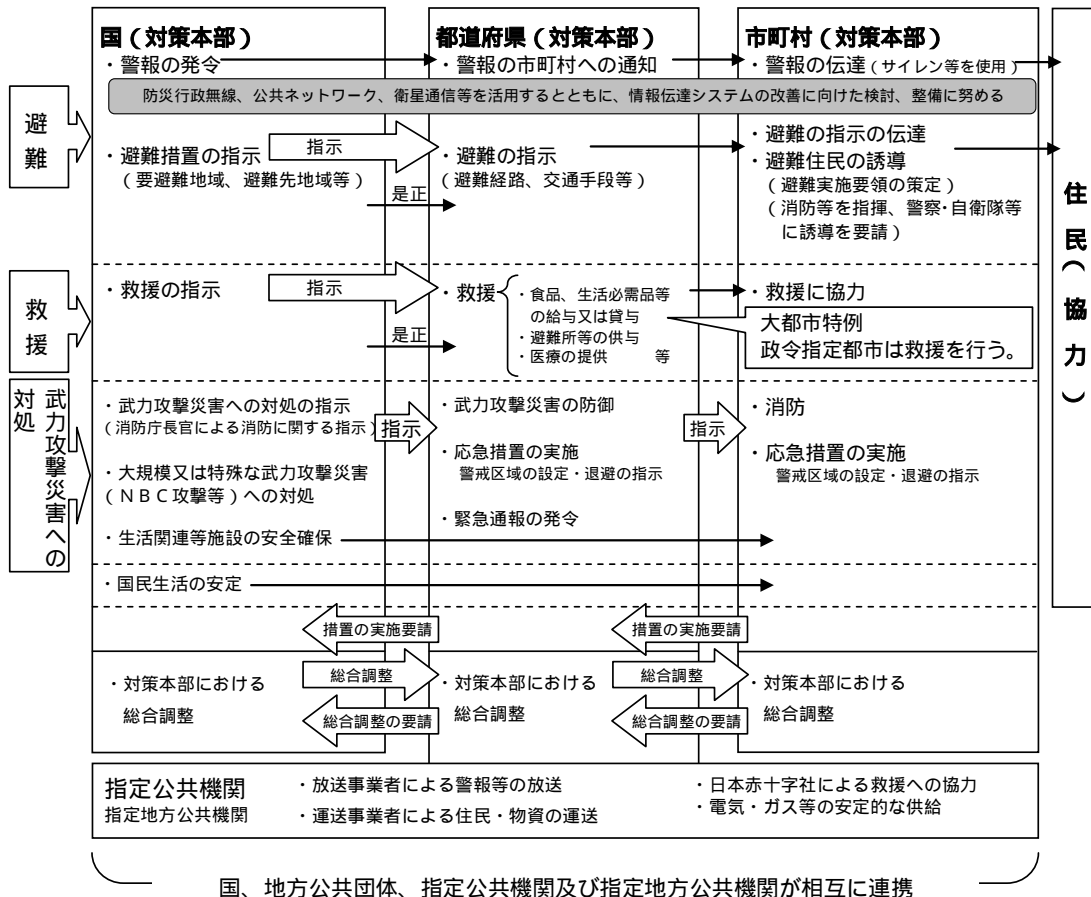 国（対策本部）
都道府県（対策本部）
市町村（対策本部）
・警報の発令
・警報の市町村への通知
・警報の伝達（サイレン等を使用）
防災行政無線、公共ネットワーク、衛星通信等を活用するとともに、情報伝達システムの改善に向けた検討、整備に努める
避難
・避難措置の指示
（要避難地域、避難先地域等）
指示
是正
・避難の指示
（避難経路、交通手段等）
・避難の指示の伝達
・避難住民の誘導
（避難実施要領の策定）
（消防等を指揮、警察・自衛隊等
に誘導を要請）
住民（協力）
救援
・救援の指示
指示
是正
・救援
・食品、生活必需品等
の給与又は貸与
・避難所等の供与
・医療の提供　　等
・救援に協力
大都市特例
政令指定都市は救援を行う。
武力攻撃災害への
対処
・武力攻撃災害への対処の指示
（消防庁長官による消防に関する指示）
指示
・大規模又は特殊な武力攻撃災害
（ＮＢＣ攻撃等）への対処
・武力攻撃災害の防御
・応急措置の実施
警戒区域の設定・退避の指示
・緊急通報の発令
指示
・消防
・応急措置の実施
警戒区域の設定・退避の指示
・生活関連等施設の安全確保
・国民生活の安定
措置の実施要請
措置の実施要請
・対策本部における
総合調整
総合調整
総合調整の要請
・対策本部における
総合調整
総合調整
総合調整の要請
・対策本部における
総合調整
指定公共機関
指定地方公共機関
・放送事業者による警報等の放送
・運送事業者による住民・物資の運送
・日本赤十字社による救援への協力
・電気・ガス等の安定的な供給
国、地方公共団体、指定公共機関及び指定地方公共機関が相互に連携